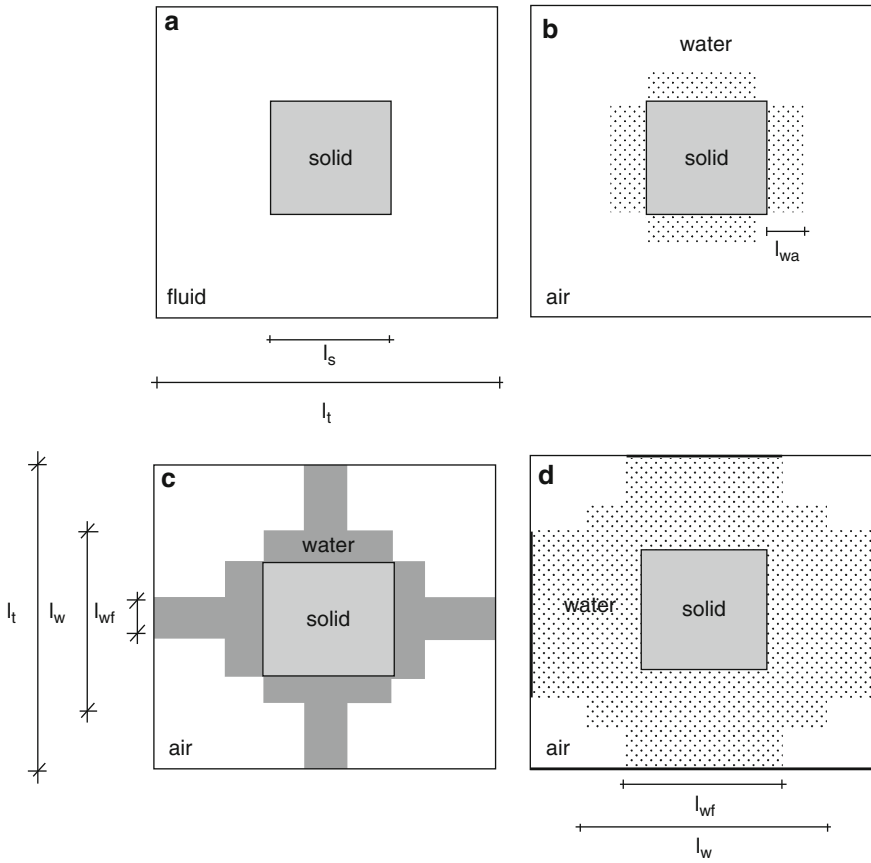 a
solid
fluid
l_s
l_t
b
water
solid
l_wa
air
c
water
solid
air
l_t
l_w
l_wf
d
water
solid
air
l_wf
l_w